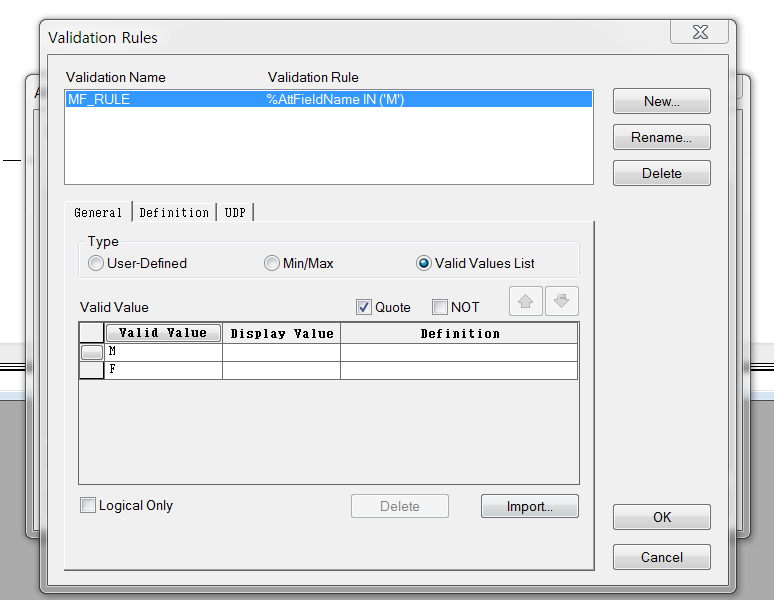 Validation Rules
Validation Name Validation Rule
MF_RULE %AttFieldName IN ('M')
New...
Rename...
Delete
General Definition UDP
Type
User-Defined Min/Max Valid Values List
Valid Value Quote NOT
Valid Value Display Value Definition
M
F
Logical Only Delete Import...
OK
Cancel